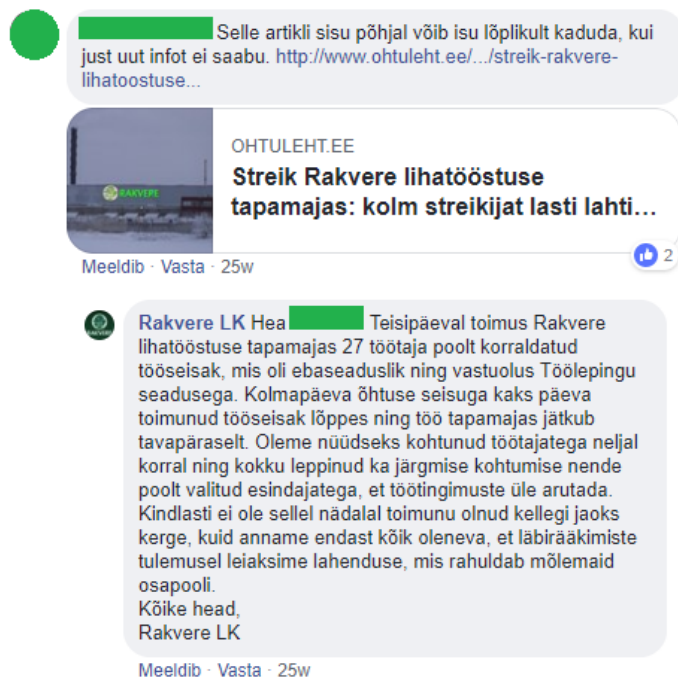 Selle artikli sisu põhjal võib isu lõplikult kaduda, kui
just uut infot ei saabu. http://www.ohtuleht.ee/.../streik-rakvere-
lihatoostuse...
RAKVERE
OHTULEHT.EE
Streik Rakvere lihatööstuse
tapamajas: kolm streikijat lasti lahti...
2
Meeldib · Vasta · 25w
Rakvere LK Hea Teisipäeval toimus Rakvere
lihatööstuse tapamajas 27 töötaja poolt korraldatud
tööseisak, mis oli ebaseaduslik ning vastuolus Töölepingu
seadusega. Kolmapäeva õhtuse seisuga kaks päeva
toimunud tööseisak lõppes ning töö tapamajas jätkub
tavapäraselt. Oleme nüüdseks kohtunud töötajatega neljal
korral ning kokku leppinud ka järgmise kohtumise nende
poolt valitud esindajatega, et töötingimuste üle arutada.
Kindlasti ei ole sellel nädalal toimunu olnud kellegi jaoks
kerge, kuid anname endast kõik oleneva, et läbirääkimiste
tulemusel leiaksime lahenduse, mis rahuldab mõlemaid
osapooli.
Kõike head,
Rakvere LK
Meeldib · Vasta · 25w